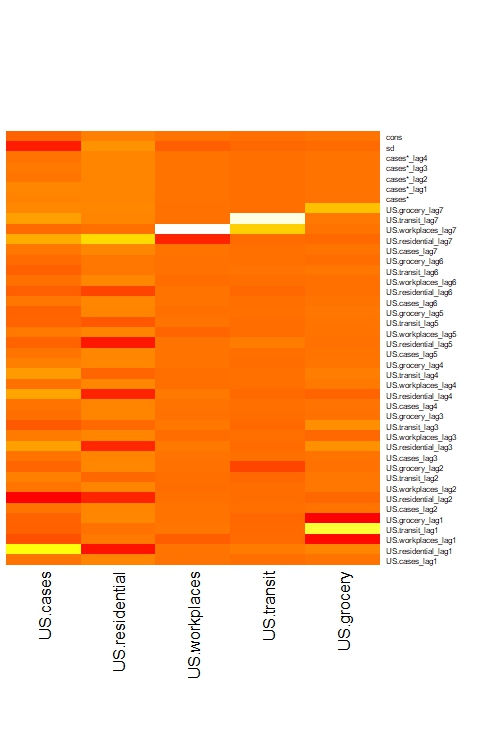 cons
sd
cases*_lag4
cases*_lag3
cases*_lag2
cases*_lag1
cases*
US.grocery_lag7
US.transit_lag7
US.workplaces_lag7
US.residential_lag7
US.cases_lag7
US.grocery_lag6
US.transit_lag6
US.workplaces_lag6
US.residential_lag6
US.cases_lag6
US.grocery_lag5
US.transit_lag5
US.workplaces_lag5
US.residential_lag5
US.cases_lag5
US.grocery_lag4
US.transit_lag4
US.workplaces_lag4
US.residential_lag4
US.cases_lag4
US.grocery_lag3
US.transit_lag3
US.workplaces_lag3
US.residential_lag3
US.cases_lag3
US.grocery_lag2
US.transit_lag2
US.workplaces_lag2
US.residential_lag2
US.cases_lag2
US.grocery_lag1
US.transit_lag1
US.workplaces_lag1
US.residential_lag1
US.cases_lag1
US.cases
US.residential
US.workplaces
US.transit
US.grocery